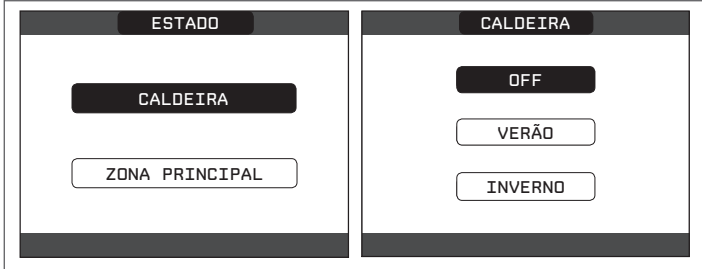 ESTADO
CALDEIRA
ZONA PRINCIPAL
CALDEIRA
OFF
VERÃO
INVERNO